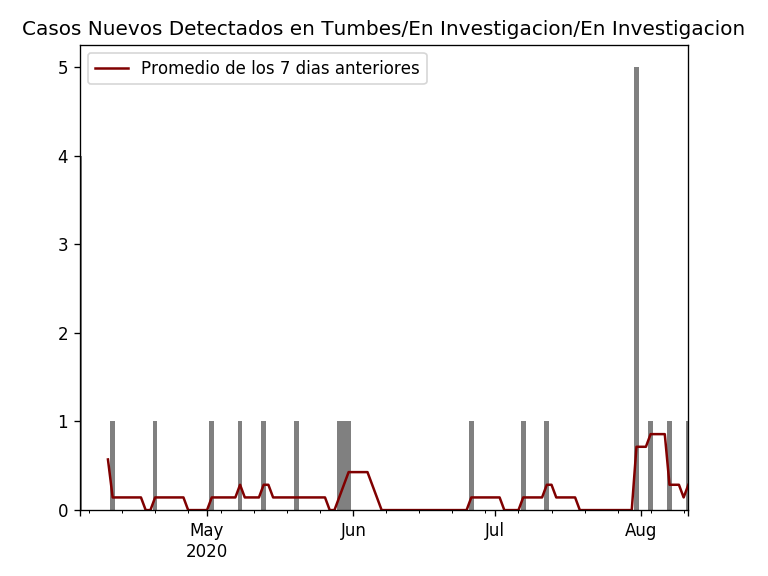 Casos Nuevos Detectados en Tumbes/En Investigacion/En Investigacion
Promedio de los 7 dias anteriores
5
4
3
2
1
0
May Jun Jul Aug
2020